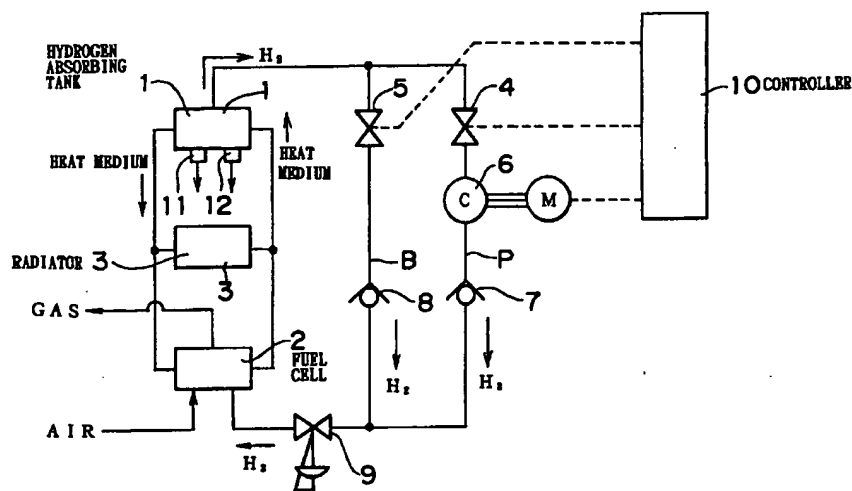 HYDROGEN
ABSORBING
TANK
H₂
1
1
5
4
10 CONTROLLER
HEAT MEDIUM
HEAT
MEDIUM
11
12
6
C
M
RADIATOR 3
3
B
P
8
7
GAS
2
FUEL
CELL
H₂
H₂
AIR
H₂
9